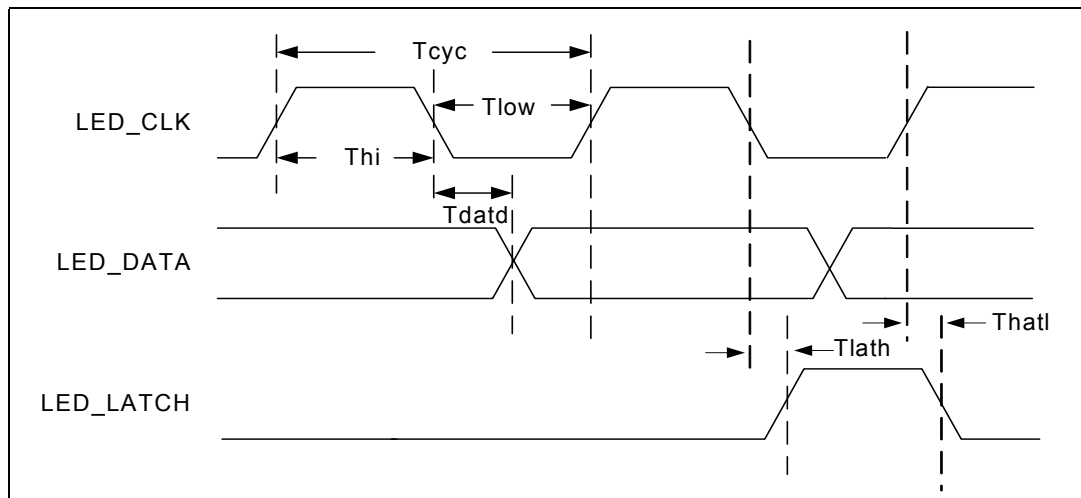 Tcyc
LED_CLK
Tlow
Thi
Tdatd
LED_DATA
Thatl
Tlath
LED_LATCH